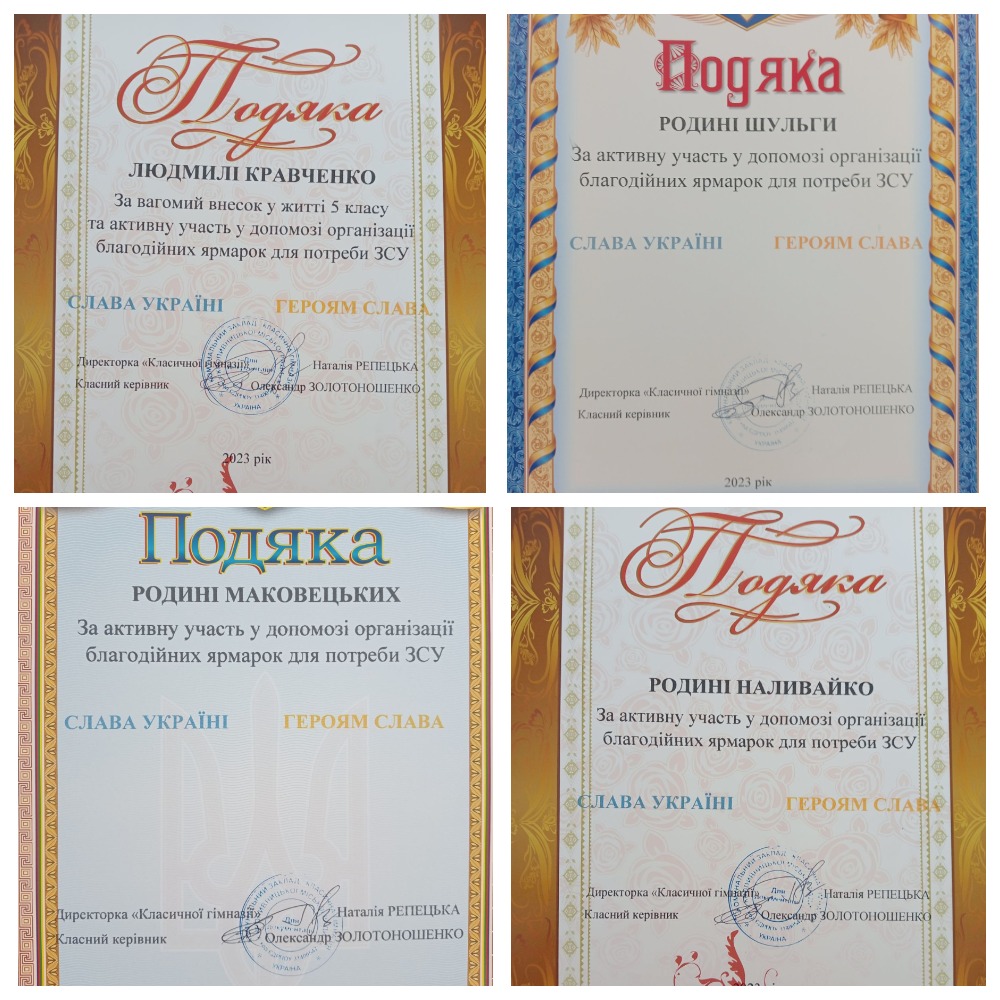 Подяка
ЛЮДМИЛІ КРАВЧЕНКО
За вагомий внесок у житті 5 класу
та активну участь у допомозі організації
благодійних ярмарок для потреби ЗСУ
СЛАВА УКРАЇНІ ГЕРОЯМ СЛАВА
Директорка «Класичної гімназії» Наталія РЕПЕЦЬКА
Класний керівник Олександр ЗОЛОТОНОШЕНКО
УКРАЇНА
2023 рік
Подяка
РОДИНІ ШУЛЬГИ
За активну участь у допомозі організації
благодійних ярмарок для потреби ЗСУ
СЛАВА УКРАЇНІ ГЕРОЯМ СЛАВА
Директорка «Класичної гімназії» Наталія РЕПЕЦЬКА
Класний керівник Олександр ЗОЛОТОНОШЕНКО
УКРАЇНА
2023 рік
Подяка
РОДИНІ МАКОВЕЦЬКИХ
За активну участь у допомозі організації
благодійних ярмарок для потреби ЗСУ
СЛАВА УКРАЇНІ ГЕРОЯМ СЛАВА
Директорка «Класичної гімназії» Наталія РЕПЕЦЬКА
Класний керівник Олександр ЗОЛОТОНОШЕНКО
УКРАЇНА
Подяка
РОДИНІ НАЛИВАЙКО
За активну участь у допомозі організації
благодійних ярмарок для потреби ЗСУ
СЛАВА УКРАЇНІ ГЕРОЯМ СЛАВА
Директорка «Класичної гімназії» Наталія РЕПЕЦЬКА
Класний керівник Олександр ЗОЛОТОНОШЕНКО
УКРАЇНА